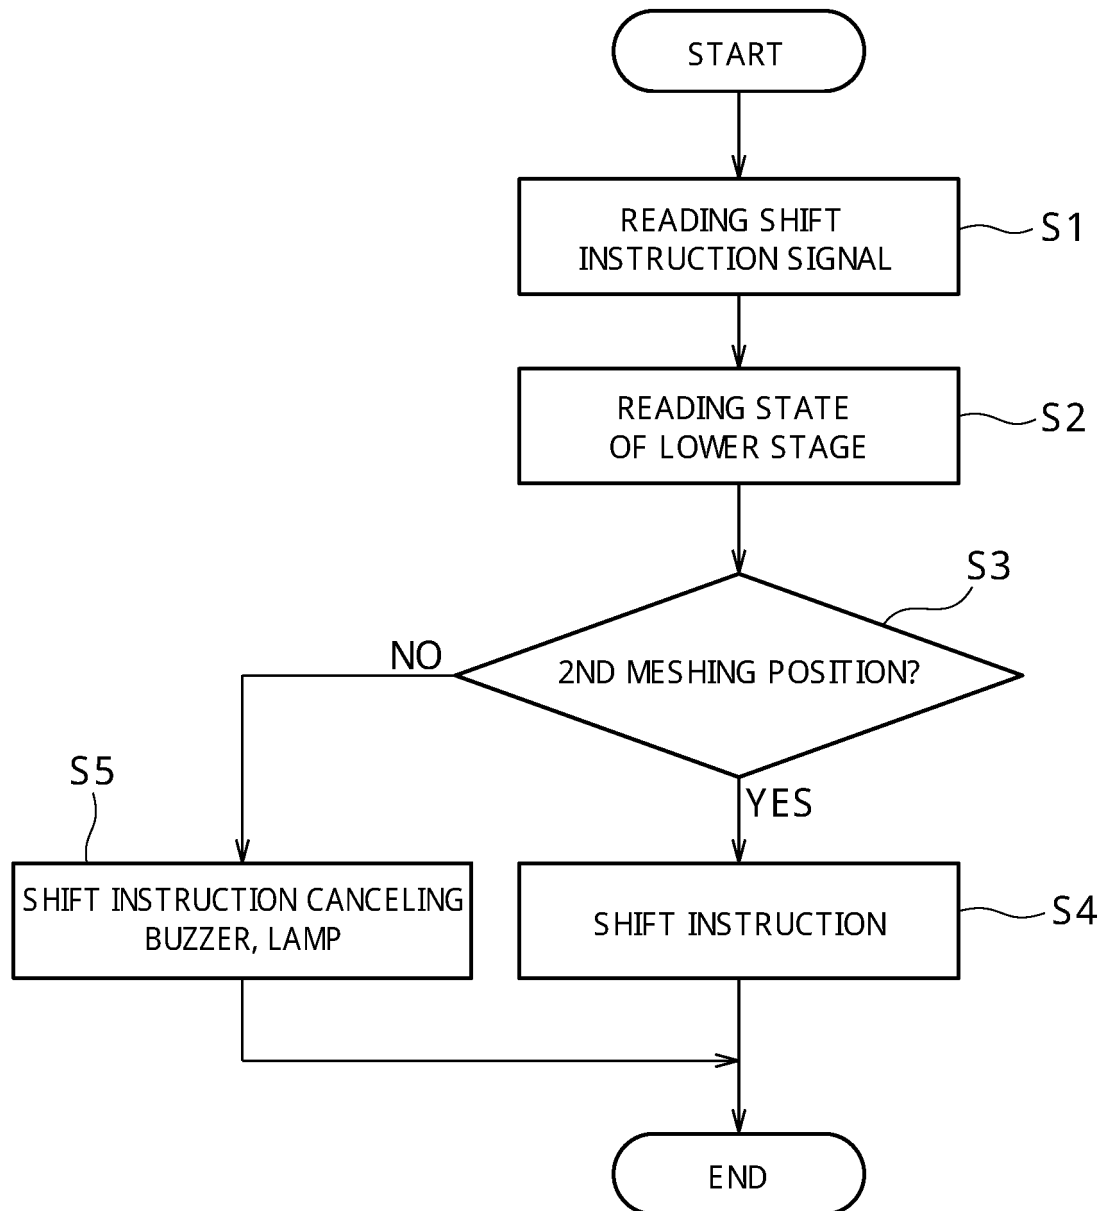 START
READING SHIFT
INSTRUCTION SIGNAL
S1
READING STATE
OF LOWER STAGE
S2
S3
2ND MESHING POSITION?
NO
YES
S5
SHIFT INSTRUCTION CANCELING
BUZZER, LAMP
SHIFT INSTRUCTION
S4
END